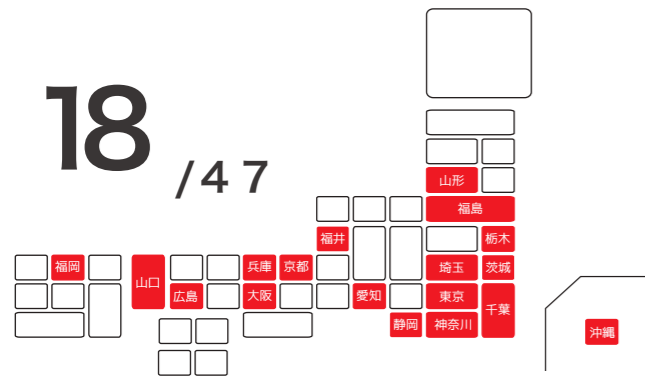 18
/47
山形
福島
福井
栃木
福岡
山口
兵庫
京都
埼玉
茨城
広島
大阪
愛知
東京
千葉
静岡
神奈川
沖縄